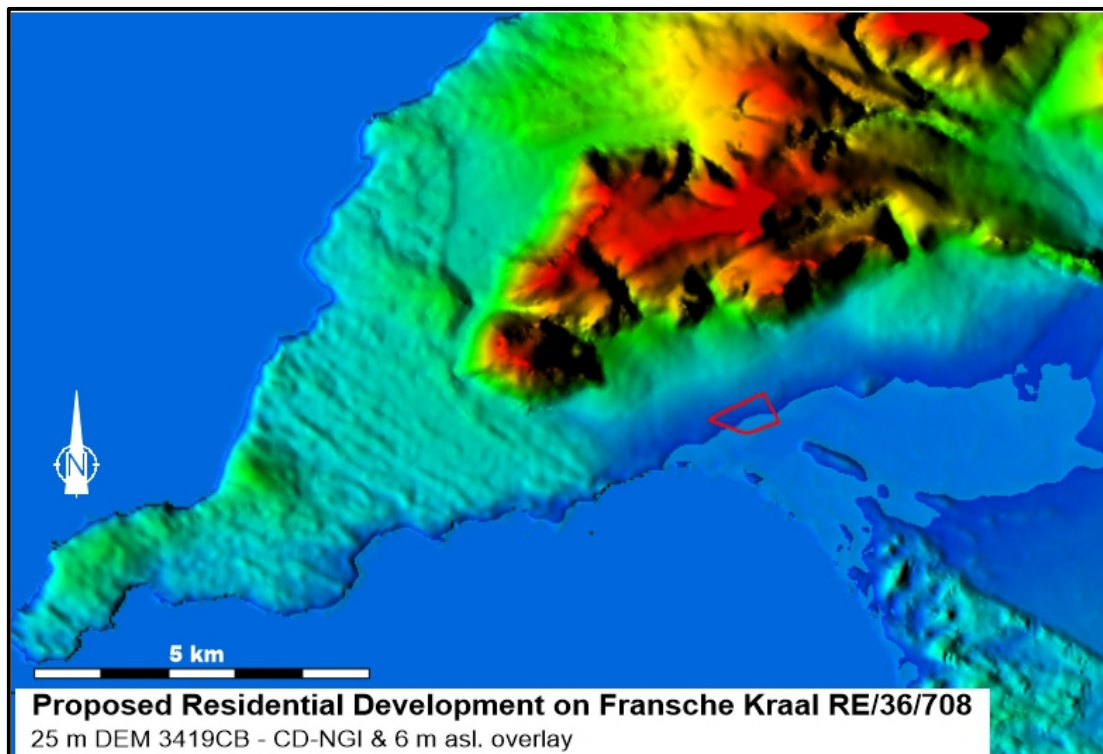 N
5 km
Proposed Residential Development on Fransche Kraal RE/36/708
25 m DEM 3419CB - CD-NGI & 6 m asl. overlay